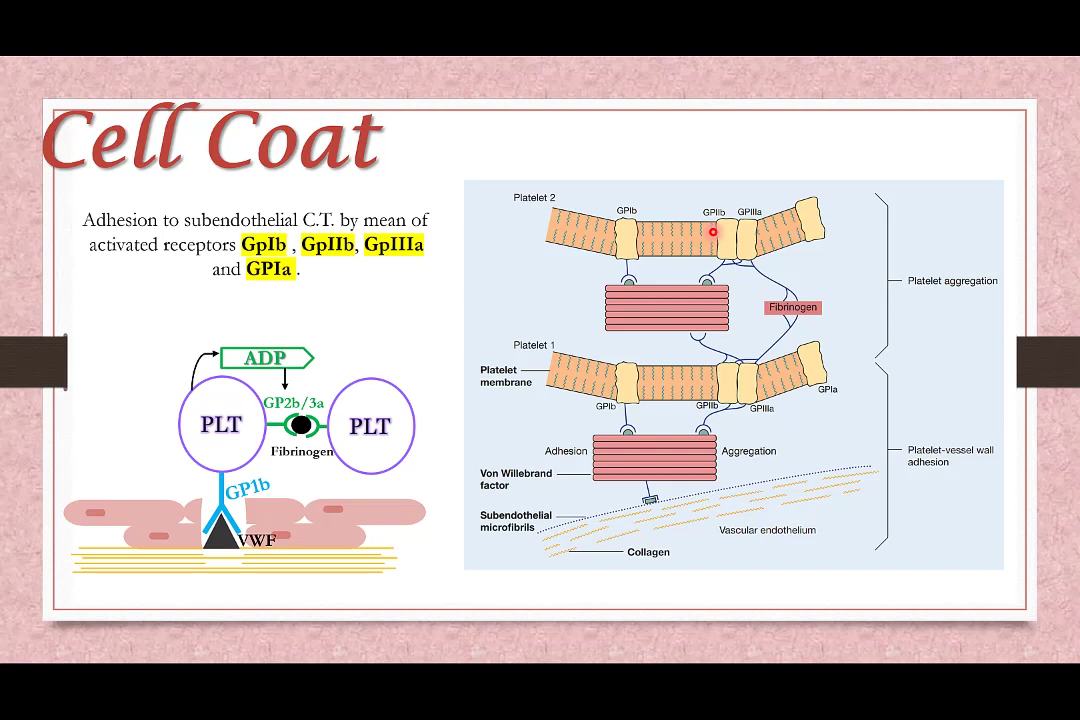 Cell Coat
Adhesion to subendothelial C.T. by mean of
activated receptors GpIb , GpIIb, GpIIIa
and GPIa .
ADP
GP2b/3a
PLT
PLT
Fibrinogen
GP1b
VWF
Platelet 2
GPIb
GPIIb
GPIIIa
Platelet aggregation
Fibrinogen
Platelet 1
Platelet
membrane
GPIa
GPIb
GPIIb
GPIIIa
Adhesion
Aggregation
Platelet-vessel wall
adhesion
Von Willebrand
factor
Subendothelial
microfibrils
Vascular endothelium
Collagen